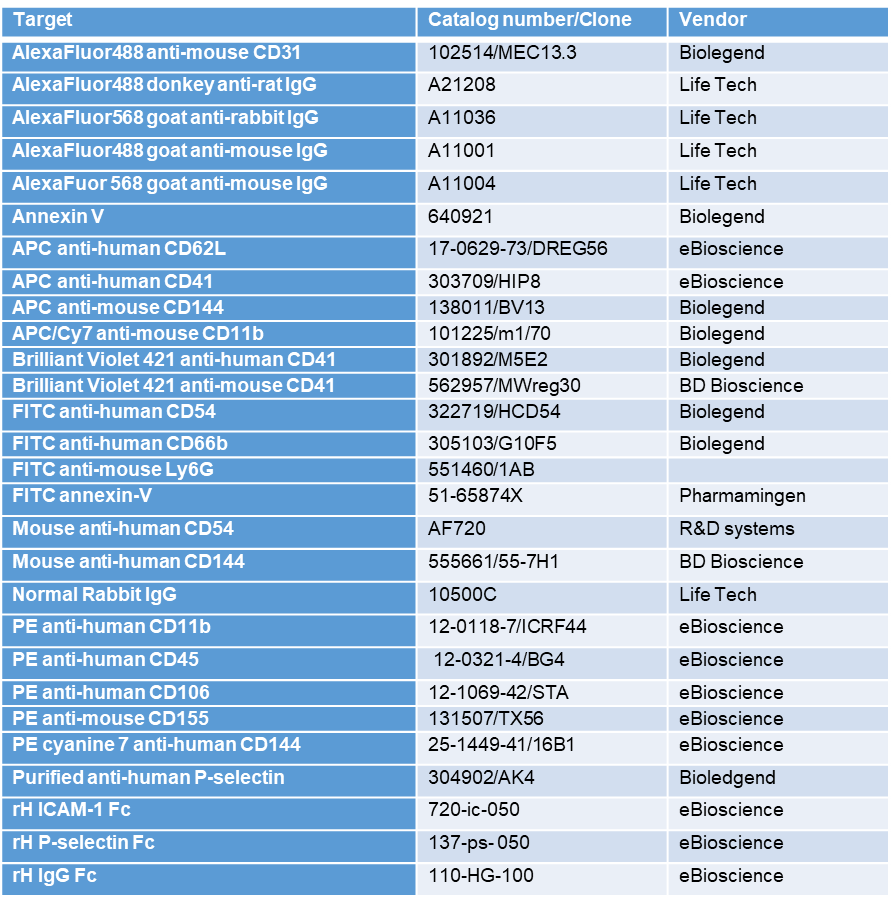 Target Catalog number/Clone Vendor
AlexaFluor488 anti-mouse CD31 102514/MEC13.3 Biolegend
AlexaFluor488 donkey anti-rat IgG A21208 Life Tech
AlexaFluor568 goat anti-rabbit IgG A11036 Life Tech
AlexaFluor488 goat anti-mouse IgG A11001 Life Tech
AlexaFuor 568 goat anti-mouse IgG A11004 Life Tech
Annexin V 640921 Biolegend
APC anti-human CD62L 17-0629-73/DREG56 eBioscience
APC anti-human CD41 303709/HIP8 eBioscience
APC anti-mouse CD144 138011/BV13 Biolegend
APC/Cy7 anti-mouse CD11b 101225/m1/70 Biolegend
Brilliant Violet 421 anti-human CD41 301892/M5E2 Biolegend
Brilliant Violet 421 anti-mouse CD41 562957/MWreg30 BD Bioscience
FITC anti-human CD54 322719/HCD54 Biolegend
FITC anti-human CD66b 305103/G10F5 Biolegend
FITC anti-mouse Ly6G 551460/1AB
FITC annexin-V 51-65874X Pharmamingen
Mouse anti-human CD54 AF720 R&D systems
Mouse anti-human CD144 555661/55-7H1 BD Bioscience
Normal Rabbit IgG 10500C Life Tech
PE anti-human CD11b 12-0118-7/ICRF44 eBioscience
PE anti-human CD45 12-0321-4/BG4 eBioscience
PE anti-human CD106 12-1069-42/STA eBioscience
PE anti-mouse CD155 131507/TX56 eBioscience
PE cyanine 7 anti-human CD144 25-1449-41/16B1 eBioscience
Purified anti-human P-selectin 304902/AK4 Bioledgend
rH ICAM-1 Fc 720-ic-050 eBioscience
rH P-selectin Fc 137-ps- 050 eBioscience
rH IgG Fc 110-HG-100 eBioscience